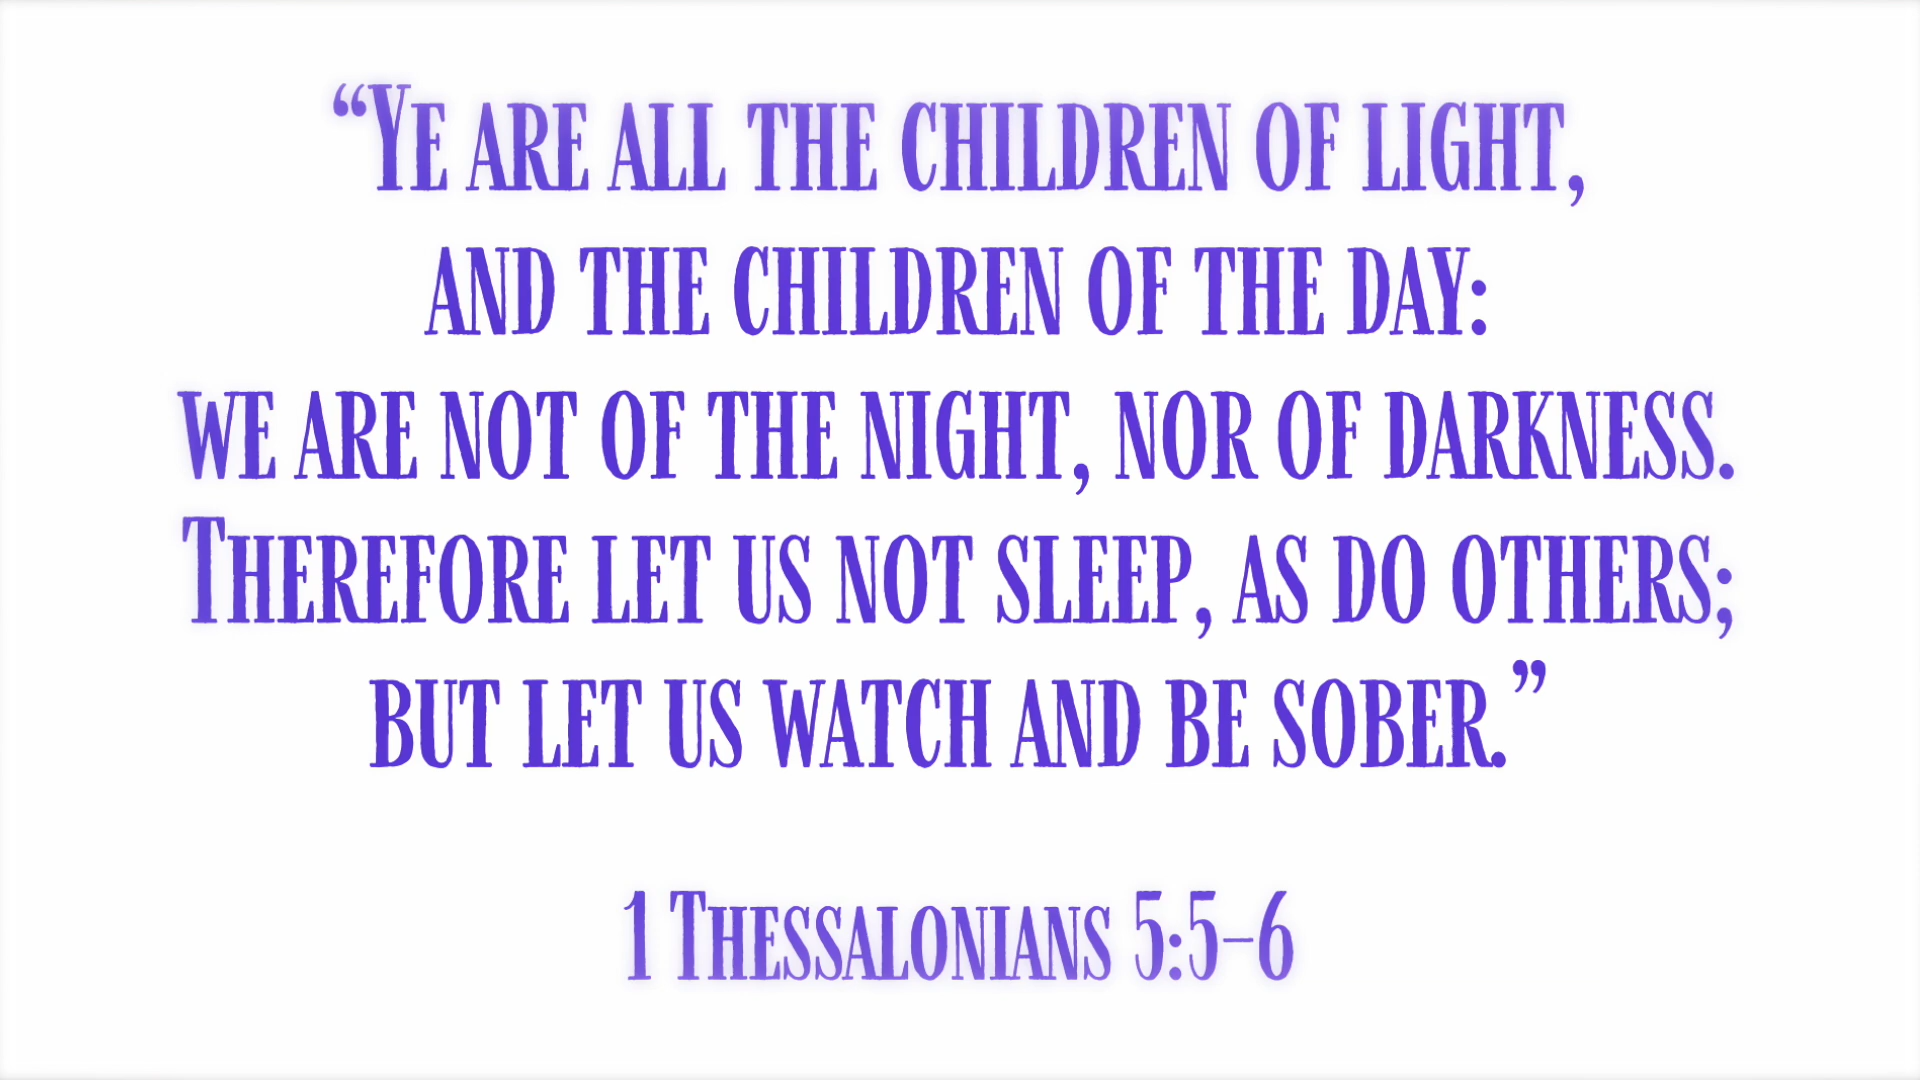 “Ye are all the children of light,
and the children of the day:
we are not of the night, nor of darkness.
Therefore let us not sleep, as do others;
but let us watch and be sober.”
1 Thessalonians 5:5–6